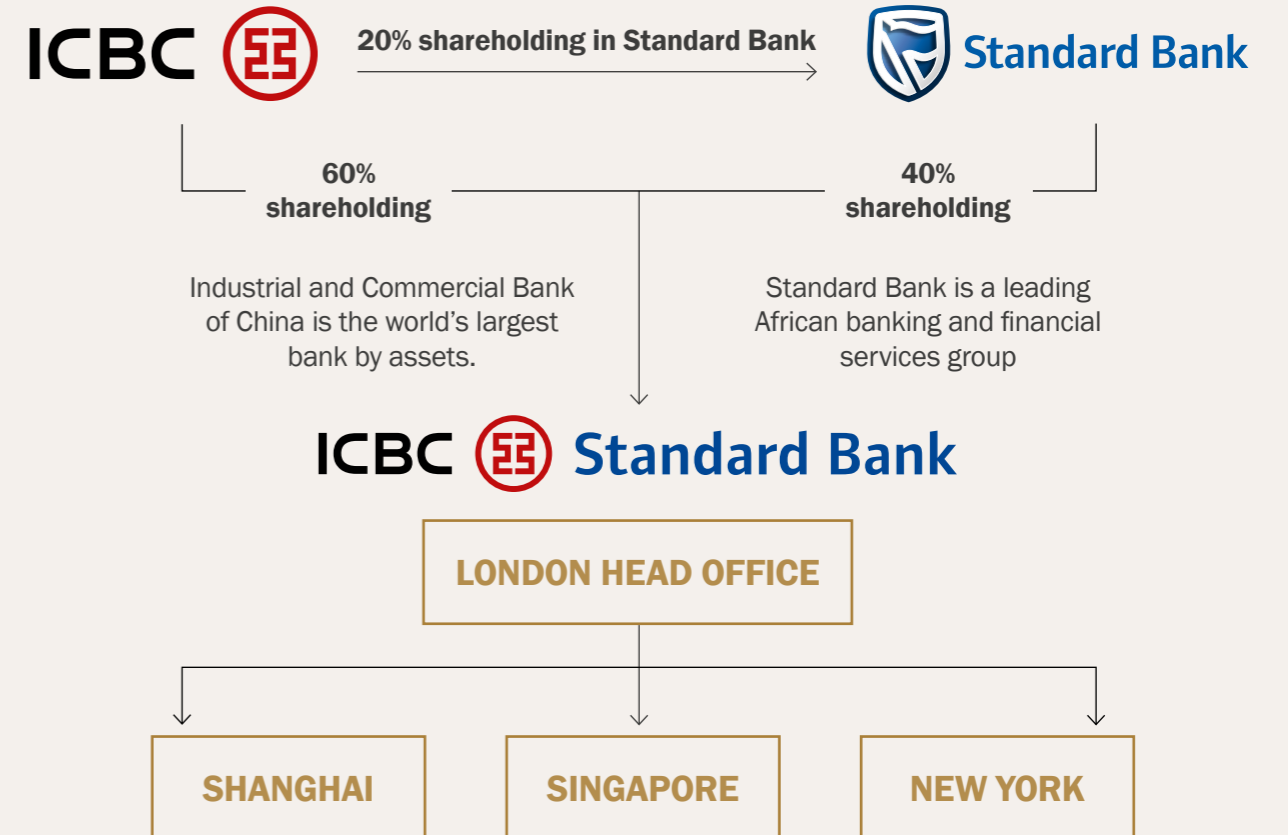 ICBC
20% shareholding in Standard Bank
Standard Bank
60%
shareholding
40%
shareholding
Industrial and Commercial Bank
of China is the world’s largest
bank by assets.
Standard Bank is a leading
African banking and financial
services group
ICBC Standard Bank
LONDON HEAD OFFICE
SHANGHAI
SINGAPORE
NEW YORK